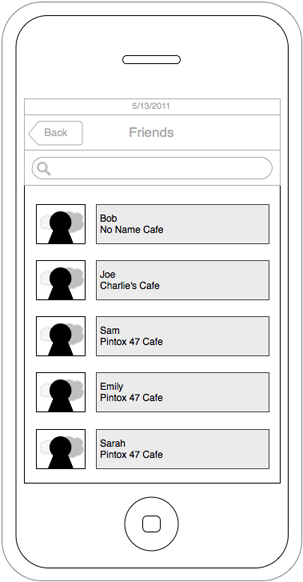 5/13/2011
Back
Friends
Bob
No Name Cafe
Joe
Charlie's Cafe
Sam
Pintox 47 Cafe
Emily
Pintox 47 Cafe
Sarah
Pintox 47 Cafe